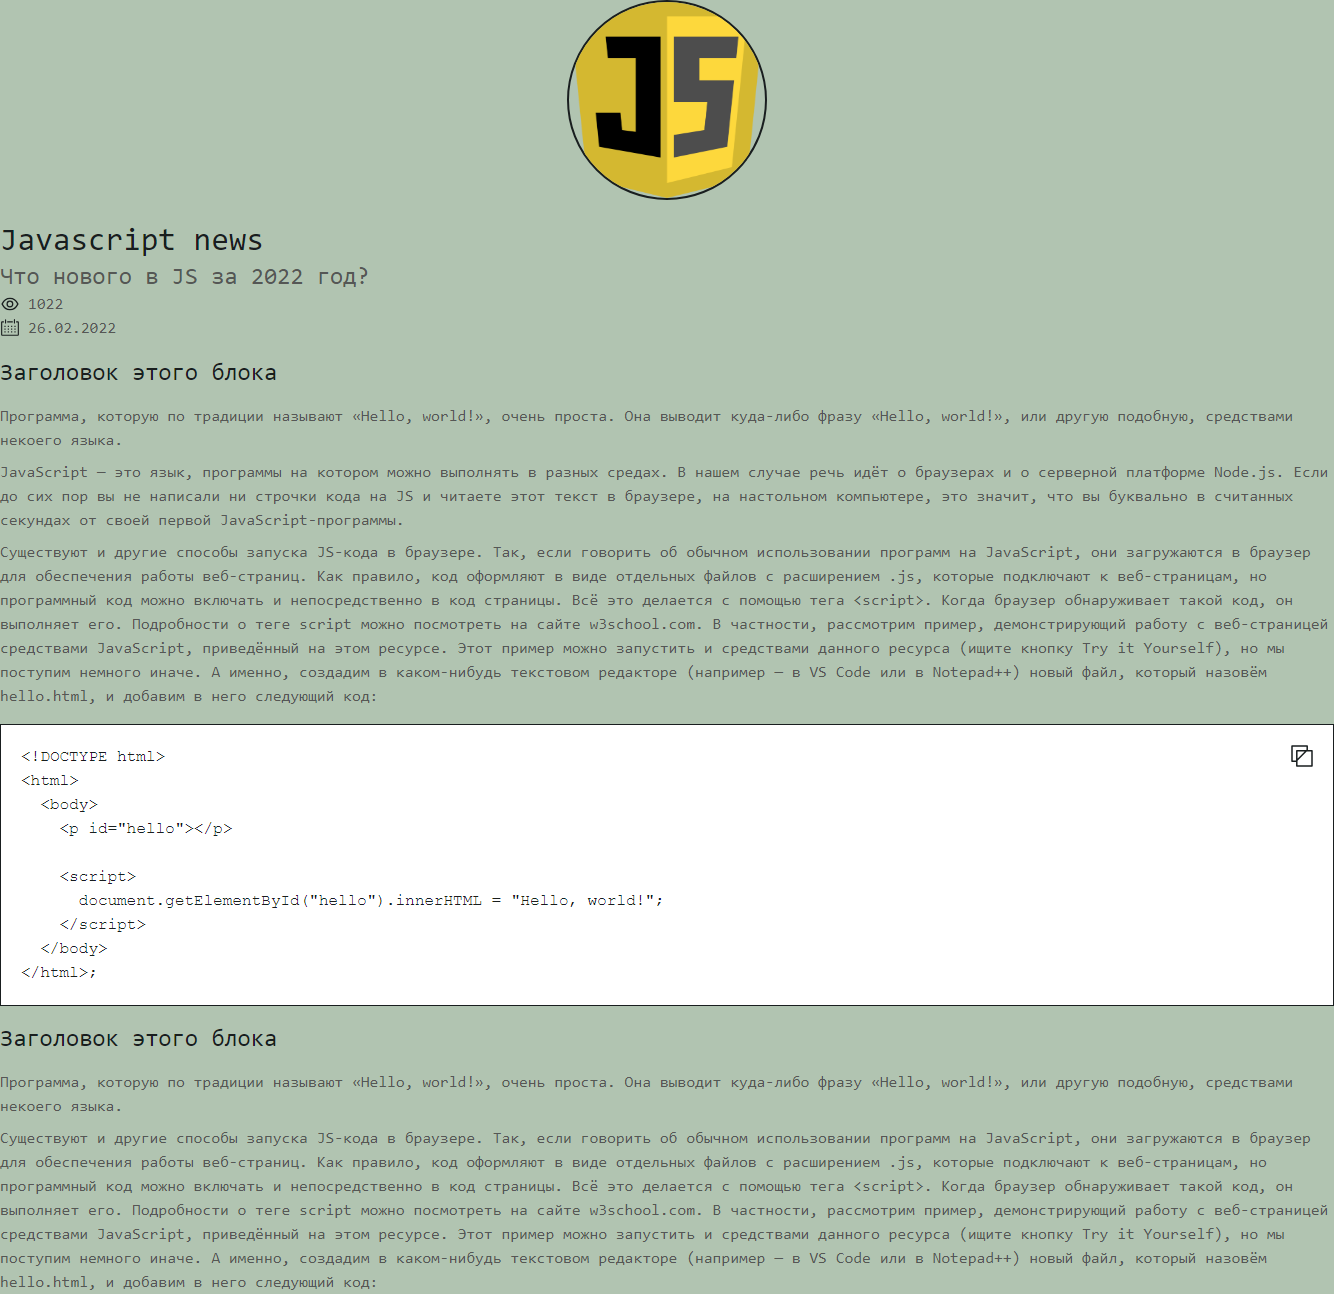 JS
Javascript news
Что нового в JS за 2022 год?
1022
26.02.2022
Заголовок этого блока
Программа, которую по традиции называют «Hello, world!», очень проста. Она выводит куда-либо фразу «Hello, world!», или другую подобную, средствами
некоего языка.
JavaScript — это язык, программы на котором можно выполнять в разных средах. В нашем случае речь идёт о браузерах и о серверной платформе Node.js. Если
до сих пор вы не написали ни строчки кода на JS и читаете этот текст в браузере, на настольном компьютере, это значит, что вы буквально в считанных
секундах от своей первой JavaScript-программы.
Существуют и другие способы запуска JS-кода в браузере. Так, если говорить об обычном использовании программ на JavaScript, они загружаются в браузер
для обеспечения работы веб-страниц. Как правило, код оформляют в виде отдельных файлов с расширением .js, которые подключают к веб-страницам, но
программный код можно включать и непосредственно в код страницы. Всё это делается с помощью тега <script>. Когда браузер обнаруживает такой код, он
выполняет его. Подробности о теге script можно посмотреть на сайте w3school.com. В частности, рассмотрим пример, демонстрирующий работу с веб-страницей
средствами JavaScript, приведённый на этом ресурсе. Этот пример можно запустить и средствами данного ресурса (ищите кнопку Try it Yourself), но мы
поступим немного иначе. А именно, создадим в каком-нибудь текстовом редакторе (например — в VS Code или в Notepad++) новый файл, который назовём
hello.html, и добавим в него следующий код:
<!DOCTYPE html>
<html>
  <body>
    <p id="hello"></p>
    <script>
      document.getElementById("hello").innerHTML = "Hello, world!";
    </script>
  </body>
</html>;
Заголовок этого блока
Программа, которую по традиции называют «Hello, world!», очень проста. Она выводит куда-либо фразу «Hello, world!», или другую подобную, средствами
некоего языка.
Существуют и другие способы запуска JS-кода в браузере. Так, если говорить об обычном использовании программ на JavaScript, они загружаются в браузер
для обеспечения работы веб-страниц. Как правило, код оформляют в виде отдельных файлов с расширением .js, которые подключают к веб-страницам, но
программный код можно включать и непосредственно в код страницы. Всё это делается с помощью тега <script>. Когда браузер обнаруживает такой код, он
выполняет его. Подробности о теге script можно посмотреть на сайте w3school.com. В частности, рассмотрим пример, демонстрирующий работу с веб-страницей
средствами JavaScript, приведённый на этом ресурсе. Этот пример можно запустить и средствами данного ресурса (ищите кнопку Try it Yourself), но мы
поступим немного иначе. А именно, создадим в каком-нибудь текстовом редакторе (например — в VS Code или в Notepad++) новый файл, который назовём
hello.html, и добавим в него следующий код: